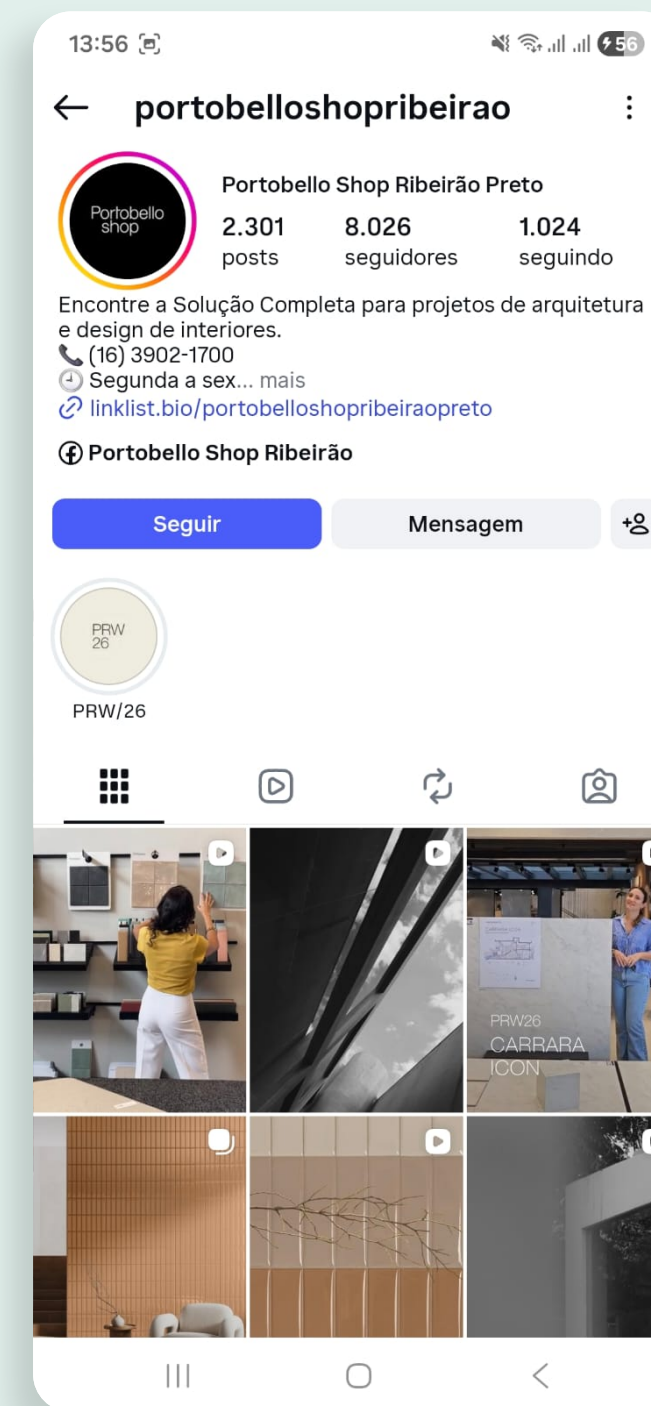 13:56
56
portobelloshopribeirao
Portobello
shop
Portobello Shop Ribeirão Preto
2.301 8.026 1.024
posts seguidores seguindo
Encontre a Solução Completa para projetos de arquitetura
e design de interiores.
(16) 3902-1700
Segunda a sex... mais
linklist.bio/portobelloshopribeiraopreto
Portobello Shop Ribeirão
Seguir Mensagem
PRW
26
PRW/26
PRW26
CARRARA
ICON